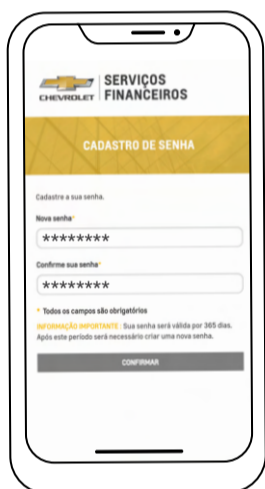 CHEVROLET
SERVIÇOS
FINANCEIROS
CADASTRO DE SENHA
Cadastre a sua senha.
Nova senha*
********
Confirme sua senha*
********
* Todos os campos são obrigatórios
INFORMAÇÃO IMPORTANTE: Sua senha será válida por 365 dias.
Após este período será necessário criar uma nova senha.
CONFIRMAR